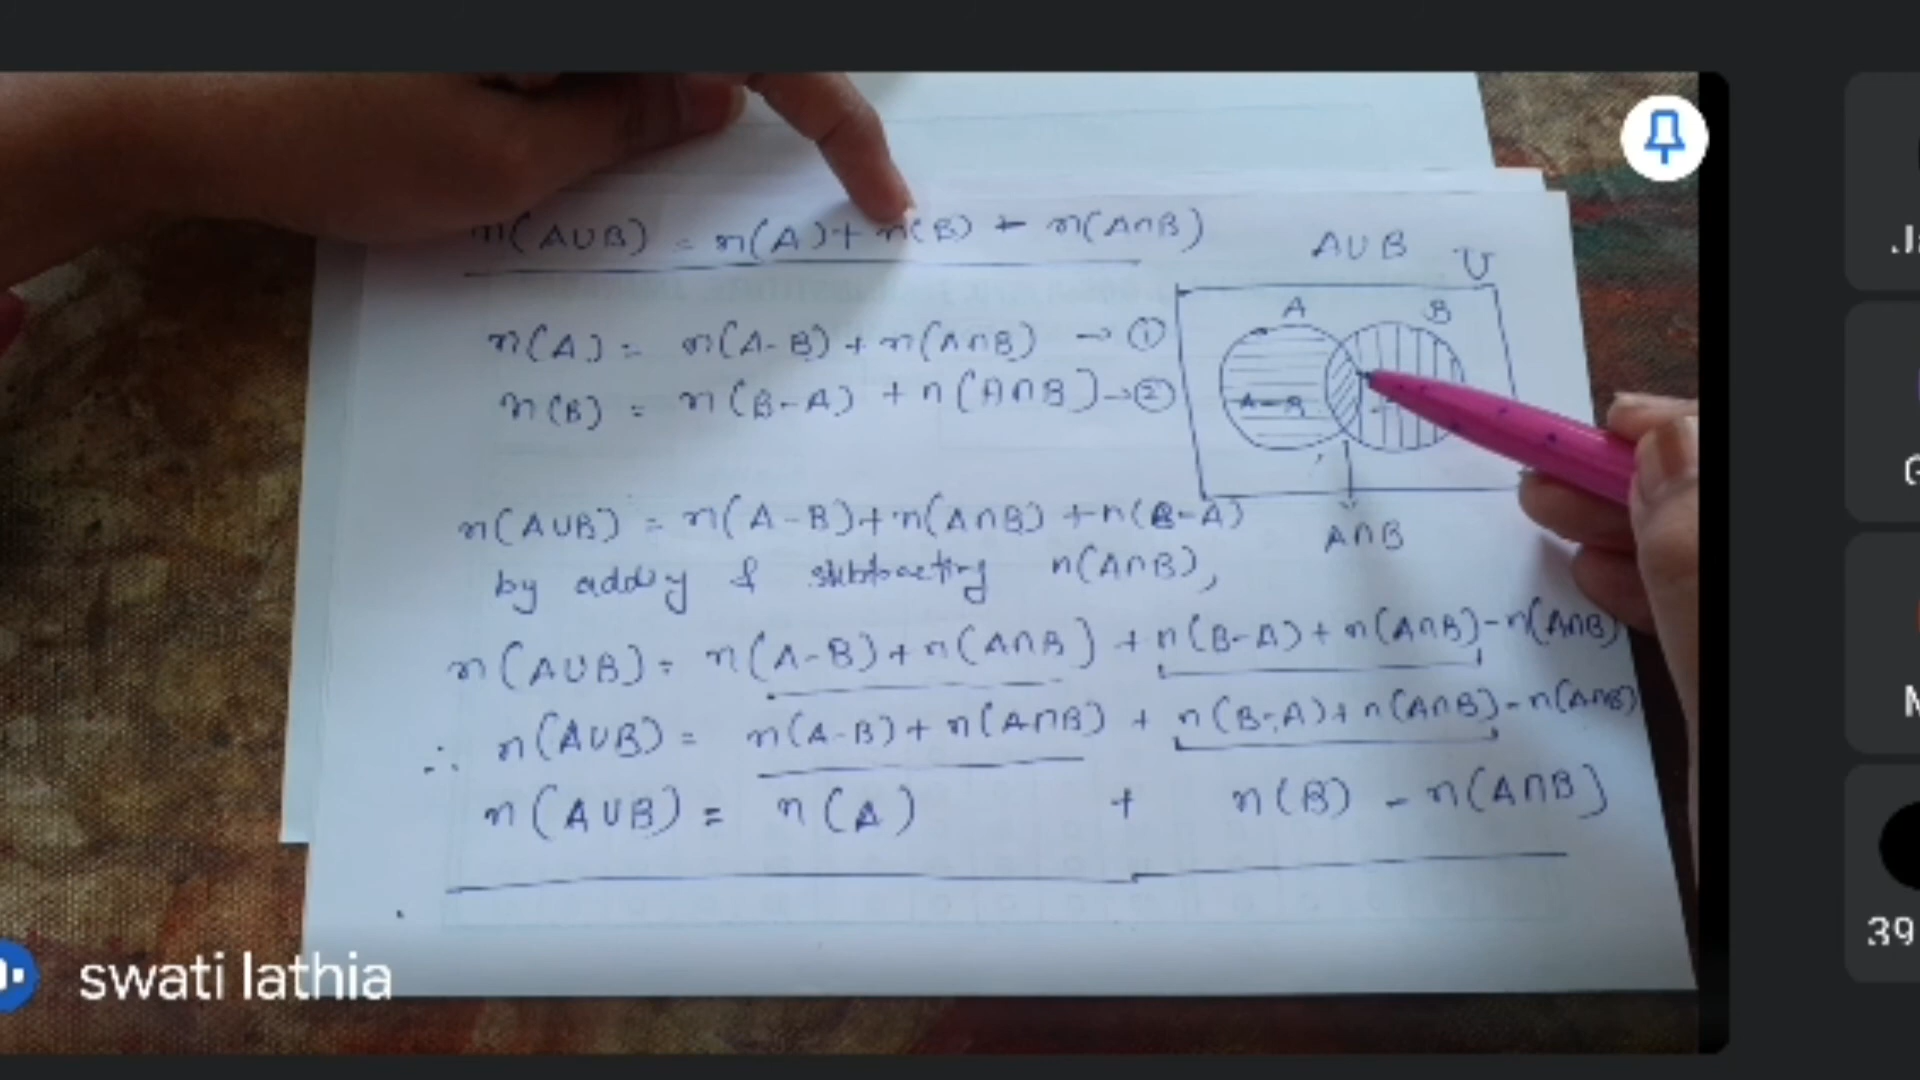 n(A∪B) = n(A) + n(B) - n(A∩B)
A∪B
U
A
B
n(A) = n(A-B) + n(A∩B) → ①
n(B) = n(B-A) + n(A∩B) → ②
A-B
n(A∪B) = n(A-B) + n(A∩B) + n(B-A)
A∩B
by adding & subtracting n(A∩B),
n(A∪B) = n(A-B) + n(A∩B) + n(B-A) + n(A∩B) - n(A∩B)
∴ n(A∪B) = n(A-B) + n(A∩B) + n(B-A) + n(A∩B) - n(A∩B)
n(A∪B) = n(A) + n(B) - n(A∩B)
swati lathia
39